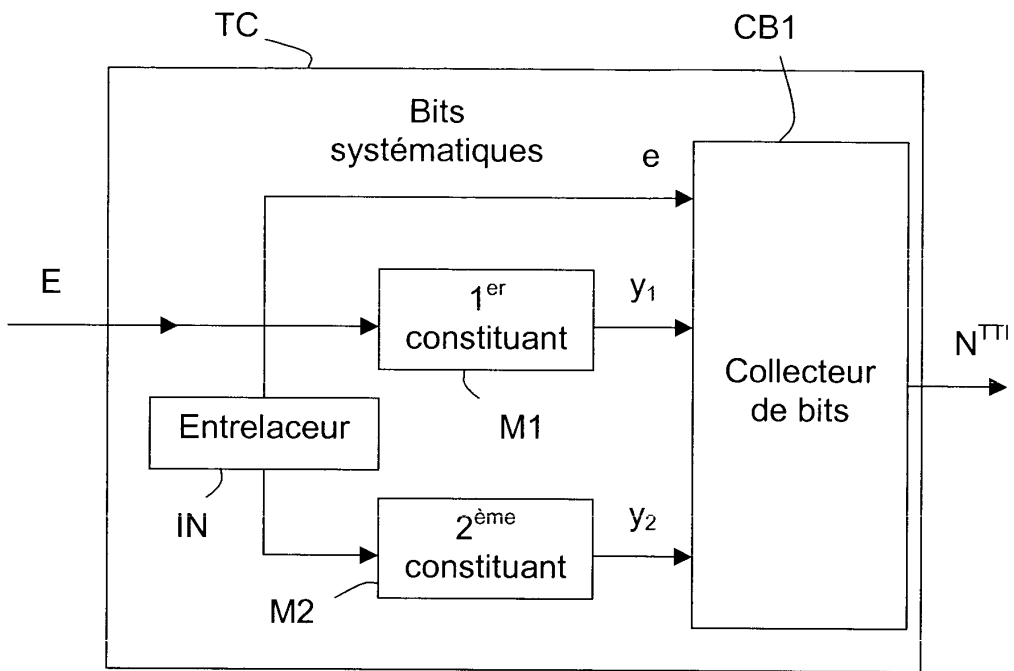 TC
CB1
Bits
systématiques
e
E
1er
constituant
y1
NTTI
Collecteur
de bits
M1
Entrelaceur
IN
2ème
constituant
y2
M2